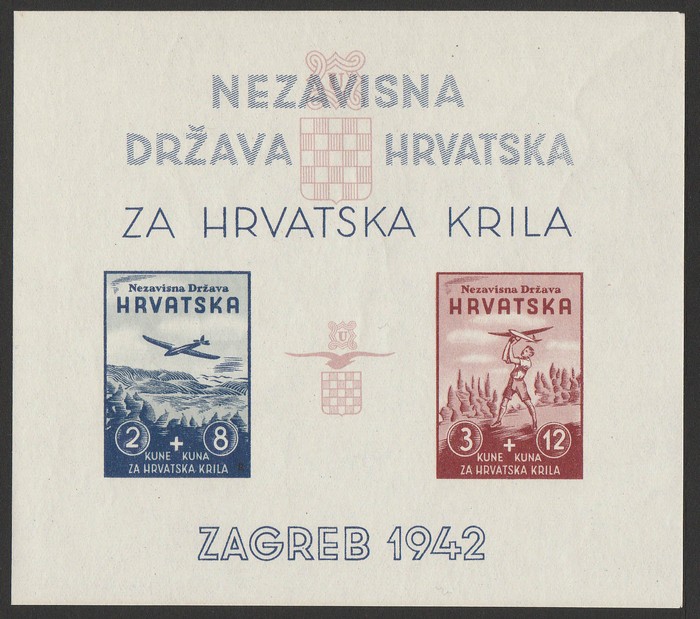 U
NEZAVISNA
DRŽAVA HRVATSKA
ZA HRVATSKA KRILA
Nezavisna Država
HRVATSKA
2 + 8
KUNE KUNA
ZA HRVATSKA KRILA
U
Nezavisna Država
HRVATSKA
3 + 12
KUNE KUNA
ZA HRVATSKA KRILA
ZAGREB 1942